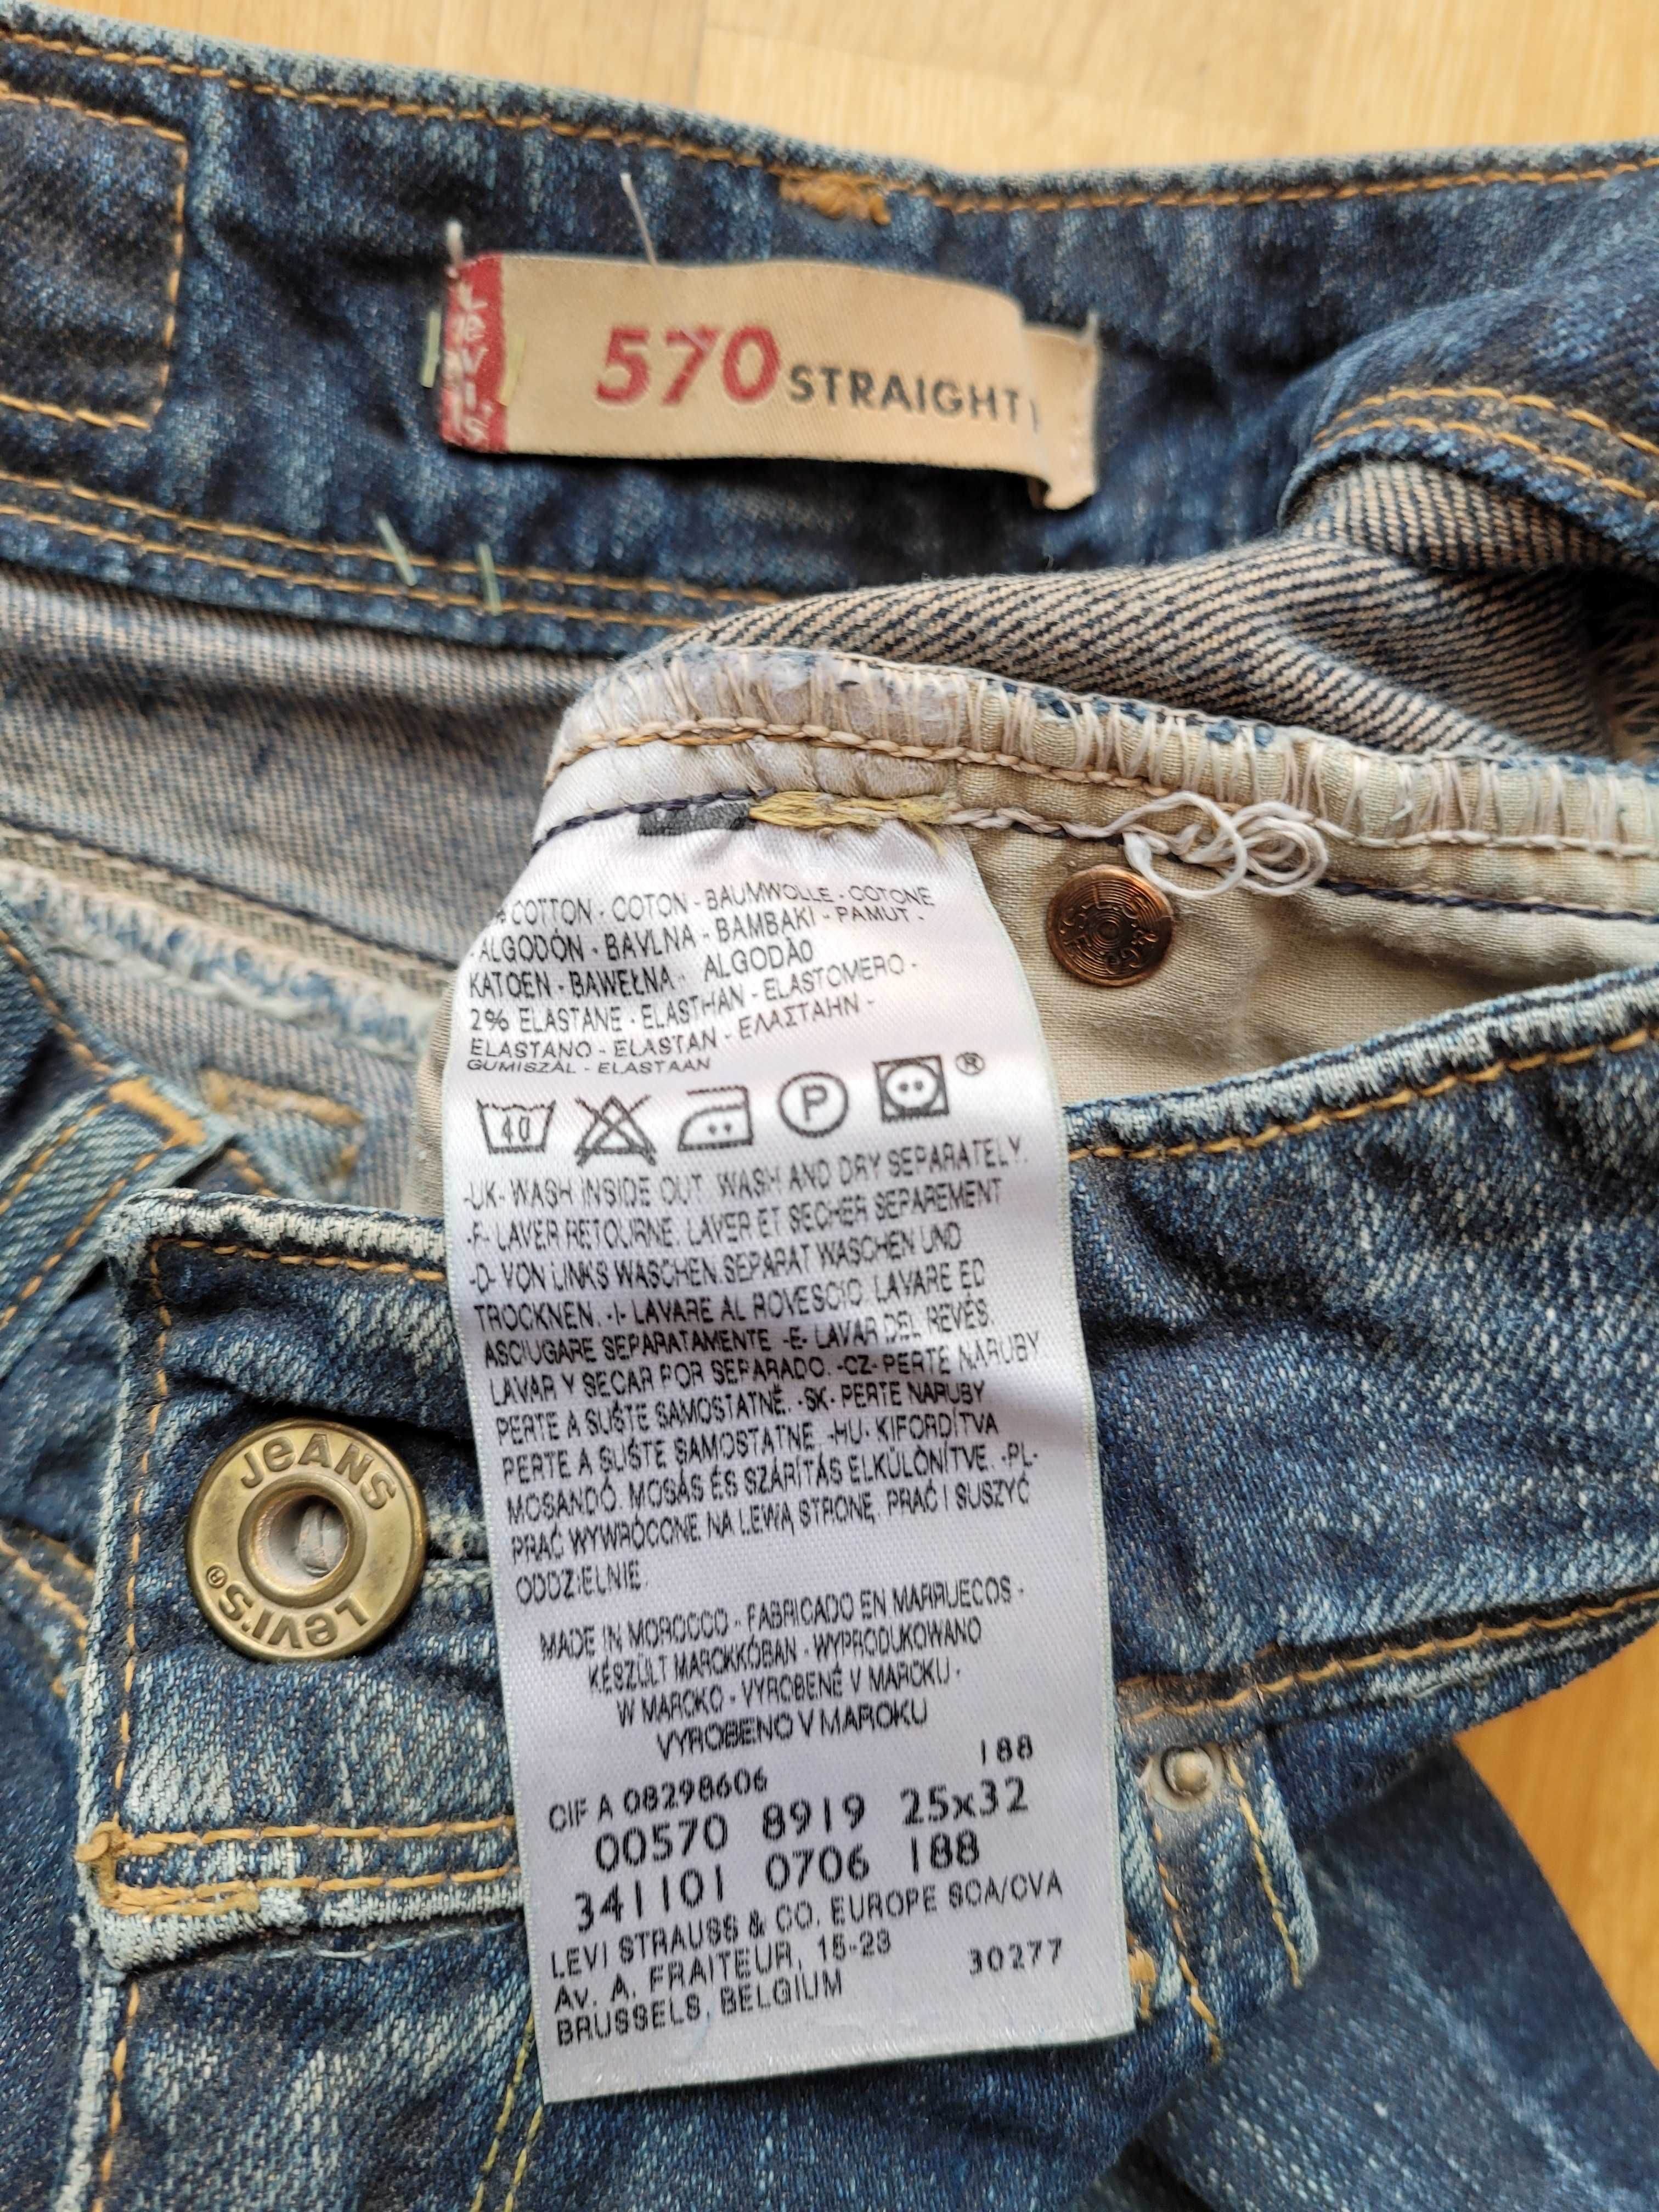 Levi's
570 STRAIGHT
% COTTON - COTON - BAUMWOLLE - COTONE
- ALGODÓN - BAVLNA - BAMBAKI - PAMUT -
KATOEN - BAWEŁNA - ALGODÃO
2% ELASTANE - ELASTHAN - ELASTOMERO -
ELASTANO - ELASTAN - ΕΛΑΣΤΑΗΝ -
GUMISZÁL - ELASTAAN
40 P ®
-UK- WASH INSIDE OUT. WASH AND DRY SEPARATELY.
-F- LAVER RETOURNE. LAVER ET SECHER SEPAREMENT
-D- VON LINKS WASCHEN.SEPARAT WASCHEN UND
TROCKNEN. -I- LAVARE AL ROVESCIO. LAVARE ED
ASCIUGARE SEPARATAMENTE -E- LAVAR DEL REVÉS.
LAVAR Y SECAR POR SEPARADO. -CZ- PERTE NARUBY
PERTE A SUŠTE SAMOSTATNĚ. -SK- PERTE NARUBY
PERTE A SUŠTE SAMOSTATNE -HU- KIFORDÍTVA
MOSANDÓ. MOSÁS ÉS SZÁRÍTÁS ELKÜLÖNÍTVE. -PL-
PRAĆ WYWRÓCONE NA LEWĄ STRONĘ. PRAĆ I SUSZYĆ
ODDZIELNIE.
MADE IN MOROCCO - FABRICADO EN MARRUECOS -
KÉSZÜLT MAROKKÓBAN - WYPRODUKOWANO
W MAROKO - VYROBENÉ V MAROKU -
VYROBENO V MAROKU
188
CIF A 08298606
00570 8919 25x32
341101 0706 188
LEVI STRAUSS & CO. EUROPE SCA/CVA
AV. A. FRAITEUR, 15-23
30277
BRUSSELS, BELGIUM
JEANS
LEVI'S®